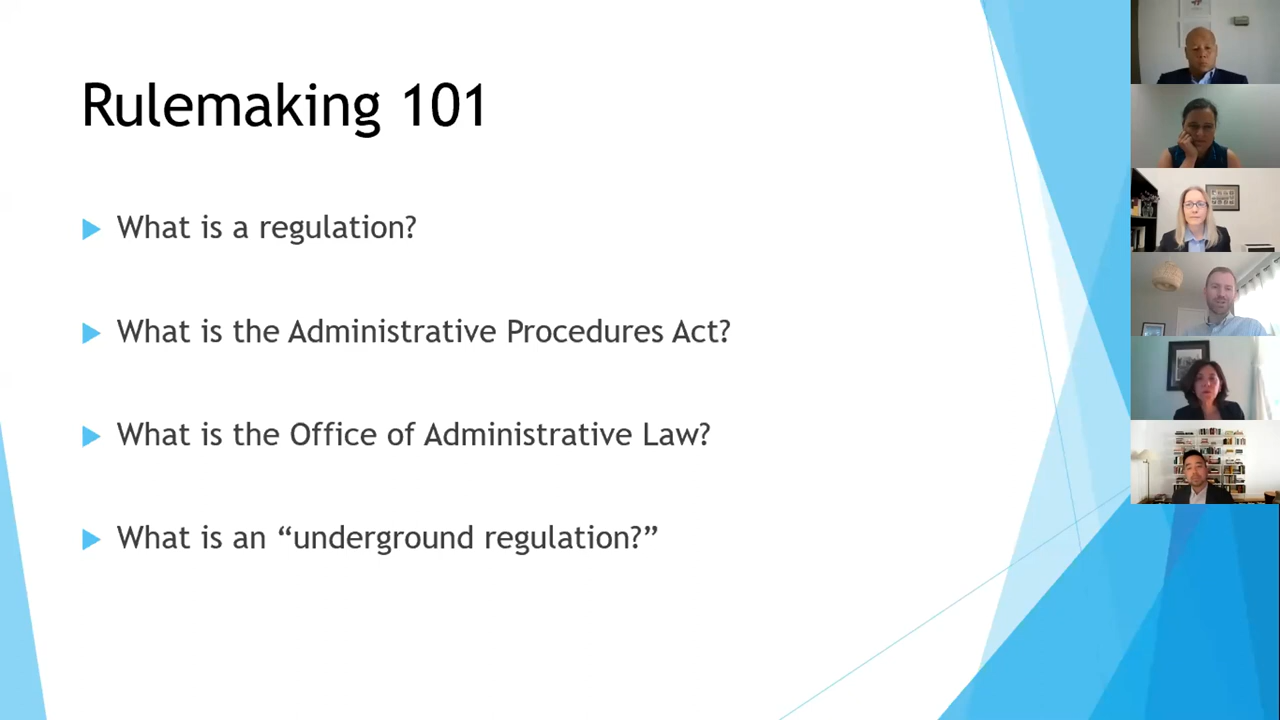 Rulemaking 101
What is a regulation?
What is the Administrative Procedures Act?
What is the Office of Administrative Law?
What is an “underground regulation?”